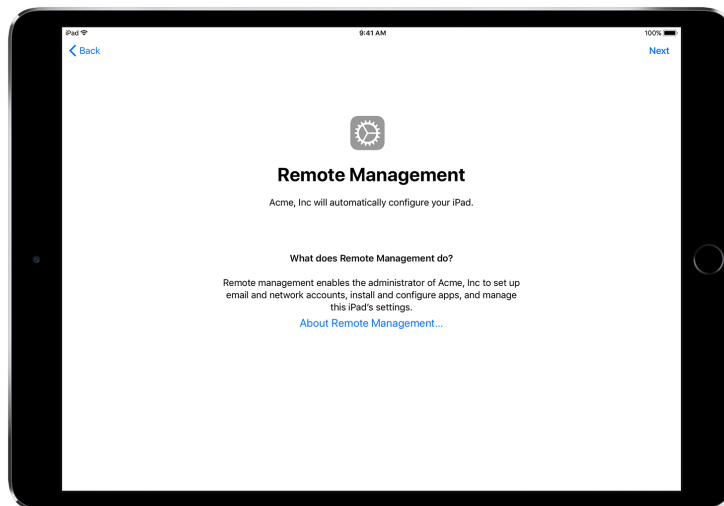 iPad 9:41 AM 100%
Back Next
Remote Management
Acme, Inc will automatically configure your iPad.
What does Remote Management do?
Remote management enables the administrator of Acme, Inc to set up
email and network accounts, install and configure apps, and manage
this iPad's settings.
About Remote Management...